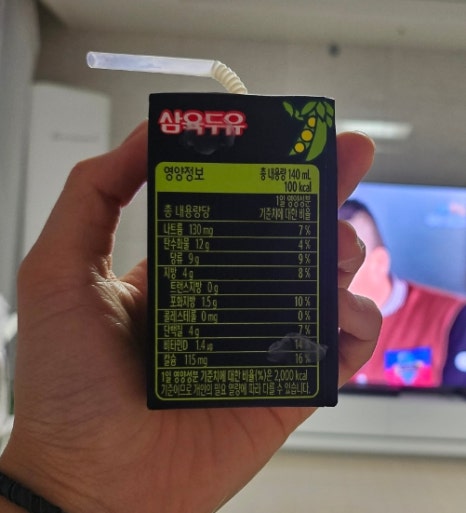 삼육두유
영양정보 총 내용량 140 mL
100 kcal
총 내용량당 1일 영양성분 기준치에 대한 비율
나트륨 130 mg 7 %
탄수화물 12 g 4 %
당류 9 g 9 %
지방 4 g 8 %
트랜스지방 0 g
포화지방 1.5 g 10 %
콜레스테롤 0 mg 0 %
단백질 4 g 7 %
비타민D 1.4 ㎍ 14 %
칼슘 115 mg 16 %
1일 영양성분 기준치에 대한 비율(%)은 2,000 kcal
기준이므로 개인의 필요 열량에 따라 다를 수 있습니다.